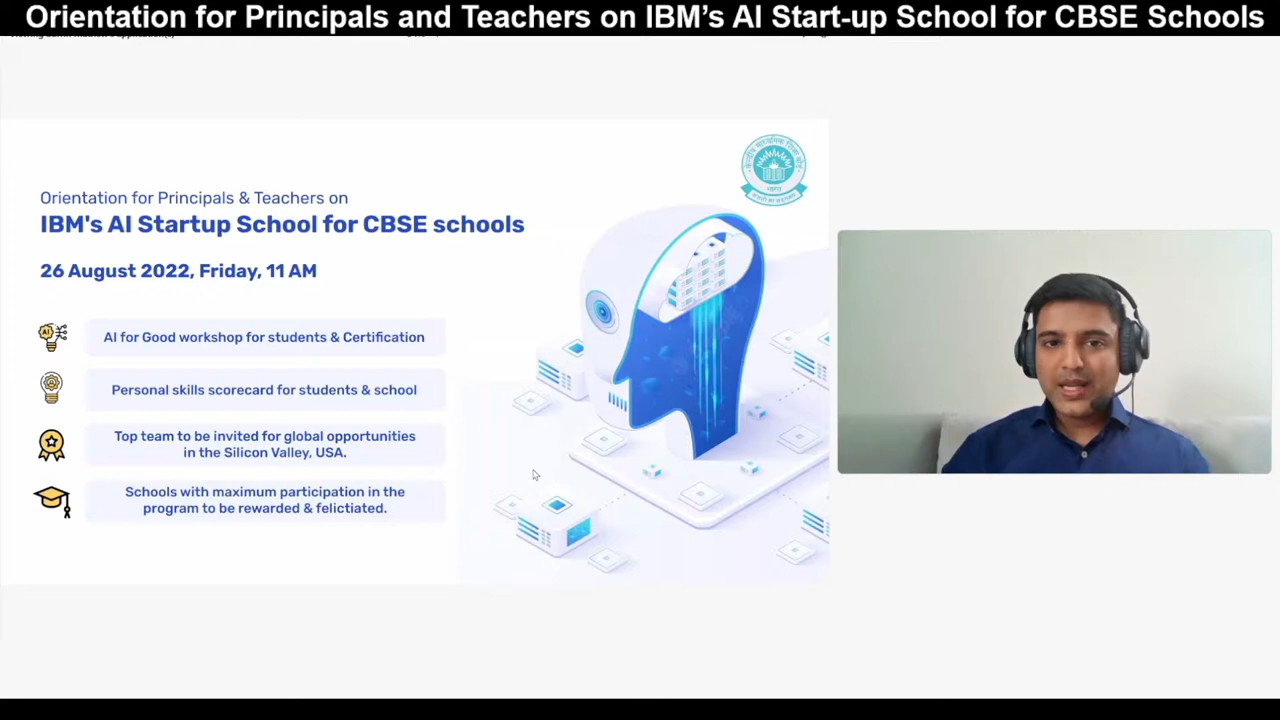 Orientation for Principals and Teachers on IBM’s AI Start-up School for CBSE Schools
Orientation for Principals & Teachers on
IBM's AI Startup School for CBSE schools
26 August 2022, Friday, 11 AM
AI
AI for Good workshop for students & Certification
Personal skills scorecard for students & school
Top team to be invited for global opportunities
in the Silicon Valley, USA.
Schools with maximum participation in the
program to be rewarded & felictiated.
भारत